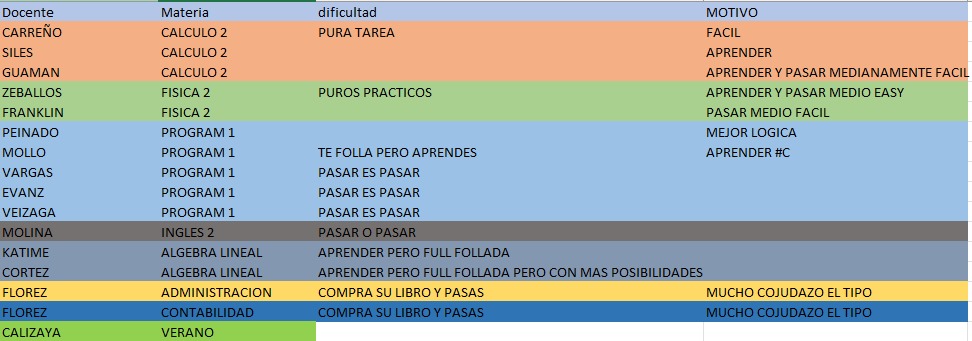 Docente Materia dificultad MOTIVO
CARREÑO CALCULO 2 PURA TAREA FACIL
SILES CALCULO 2 APRENDER
GUAMAN CALCULO 2 APRENDER Y PASAR MEDIANAMENTE FACIL
ZEBALLOS FISICA 2 PUROS PRACTICOS APRENDER Y PASAR MEDIO EASY
FRANKLIN FISICA 2 PASAR MEDIO FACIL
PEINADO PROGRAM 1 MEJOR LOGICA
MOLLO PROGRAM 1 TE FOLLA PERO APRENDES APRENDER #C
VARGAS PROGRAM 1 PASAR ES PASAR
EVANZ PROGRAM 1 PASAR ES PASAR
VEIZAGA PROGRAM 1 PASAR ES PASAR
MOLINA INGLES 2 PASAR O PASAR
KATIME ALGEBRA LINEAL APRENDER PERO FULL FOLLADA
CORTEZ ALGEBRA LINEAL APRENDER PERO FULL FOLLADA PERO CON MAS POSIBILIDADES
FLOREZ ADMINISTRACION COMPRA SU LIBRO Y PASAS MUCHO COJUDAZO EL TIPO
FLOREZ CONTABILIDAD COMPRA SU LIBRO Y PASAS MUCHO COJUDAZO EL TIPO
CALIZAYA VERANO